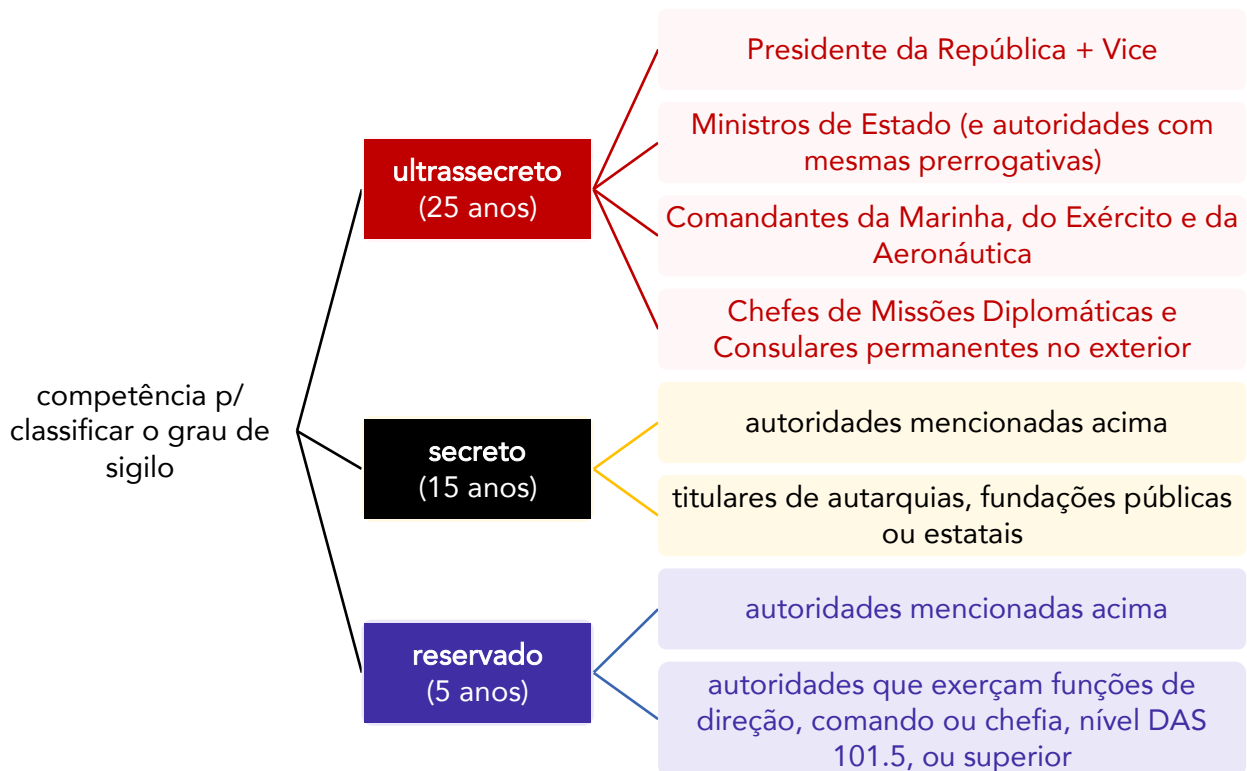 competência p/
classificar o grau de
sigilo
ultrassecreto
(25 anos)
Presidente da República + Vice
Ministros de Estado (e autoridades com
mesmas prerrogativas)
Comandantes da Marinha, do Exército e da
Aeronáutica
Chefes de Missões Diplomáticas e
Consulares permanentes no exterior
secreto
(15 anos)
autoridades mencionadas acima
titulares de autarquias, fundações públicas
ou estatais
reservado
(5 anos)
autoridades mencionadas acima
autoridades que exerçam funções de
direção, comando ou chefia, nível DAS
101.5, ou superior